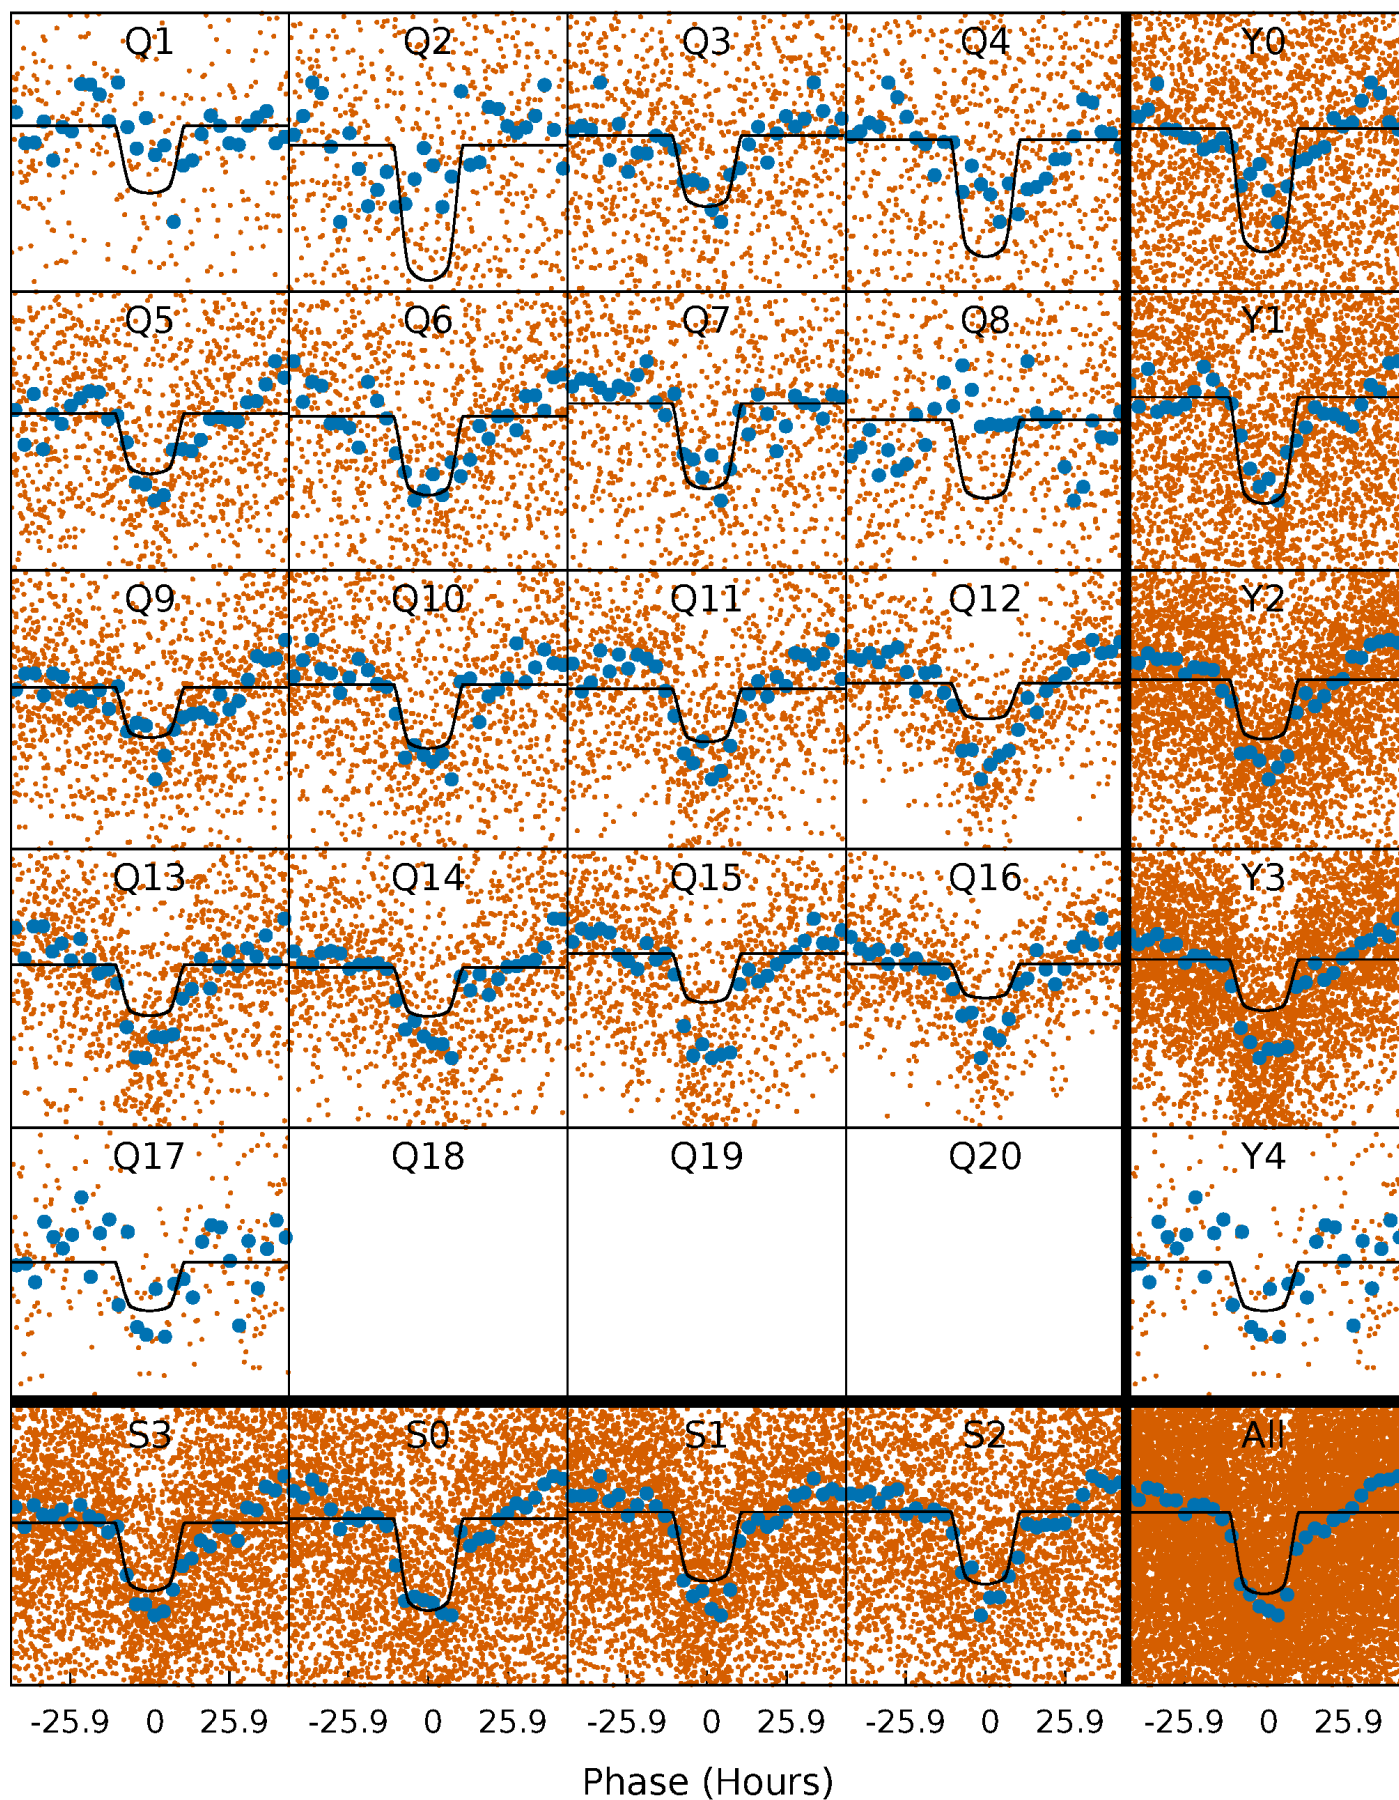 Q1 Q2 Q3 Q4 Y0
Q5 Q6 Q7 Q8 Y1
Q9 Q10 Q11 Q12 Y2
Q13 Q14 Q15 Q16 Y3
Q17 Q18 Q19 Q20 Y4
S3 S0 S1 S2 All
-25.9 0 25.9 -25.9 0 25.9 -25.9 0 25.9 -25.9 0 25.9 -25.9 0 25.9
Phase (Hours)